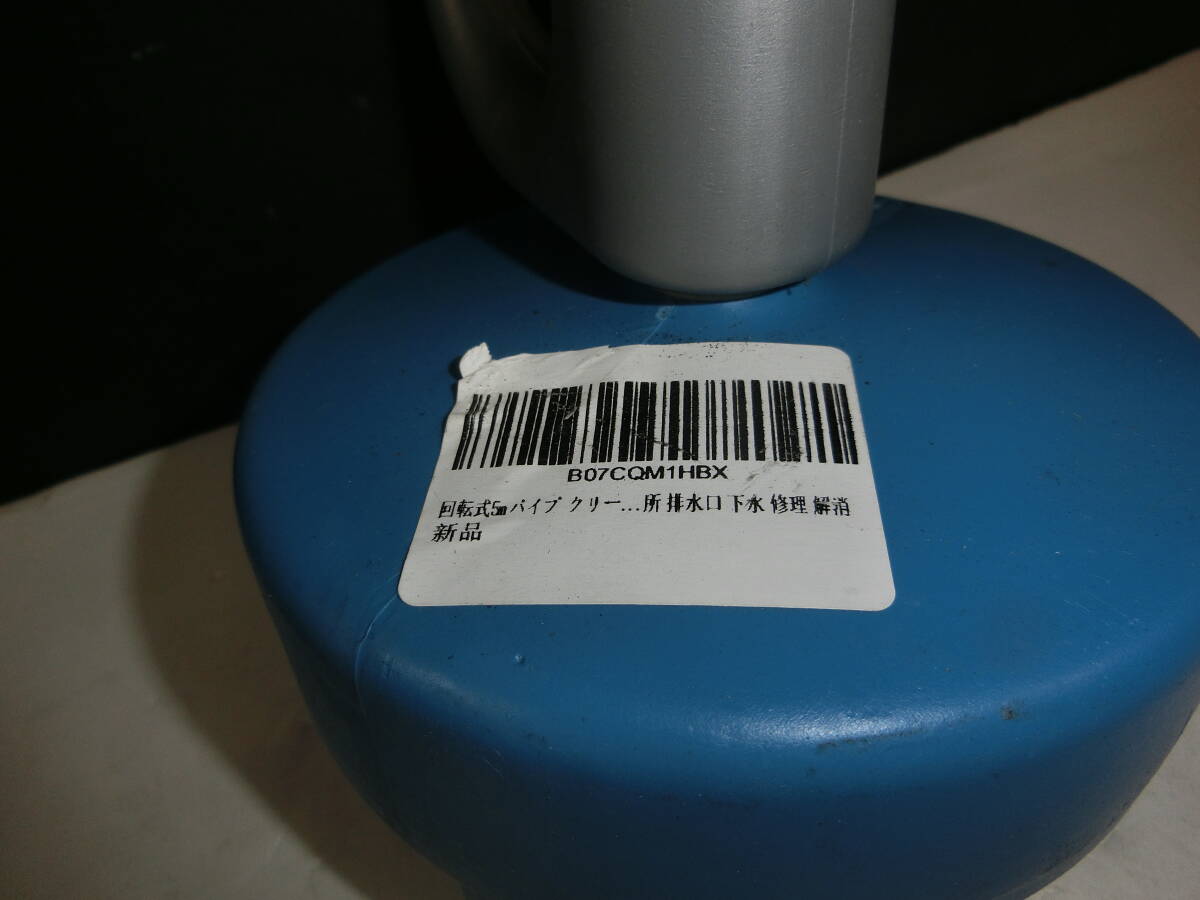 B07CQM1HBX
回転式5mパイプ クリー...所 排水口 下水 修理 解消
新品